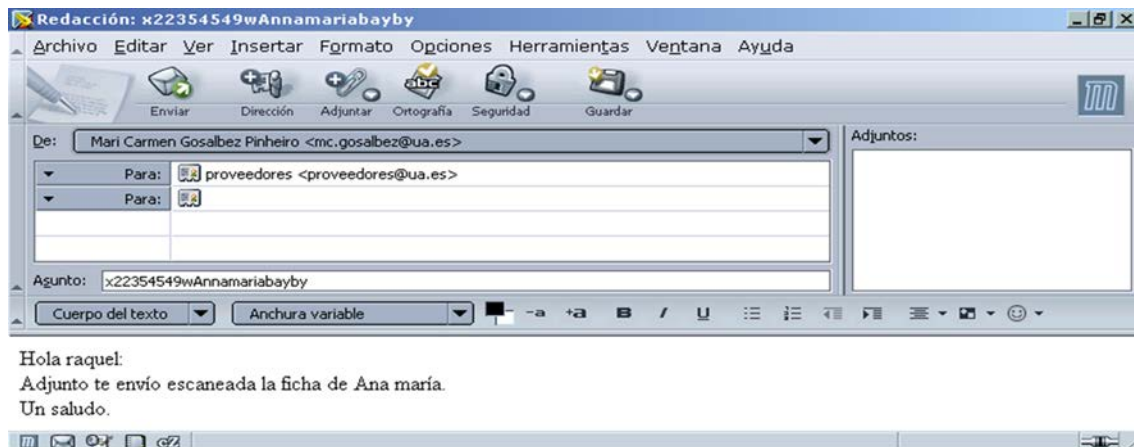 Redacción: x22354549wAnnamariabayby
Archivo Editar Ver Insertar Formato Opciones Herramientas Ventana Ayuda
abc
Enviar Dirección Adjuntar Ortografía Seguridad Guardar
De: Mari Carmen Gosalbez Pinheiro <mc.gosalbez@ua.es>
Adjuntos:
Para: proveedores <proveedores@ua.es>
Para:
Asunto: x22354549wAnnamariabayby
Cuerpo del texto Anchura variable -a +a B I U
Hola raquel:
Adjunto te envío escaneada la ficha de Ana maría.
Un saludo.